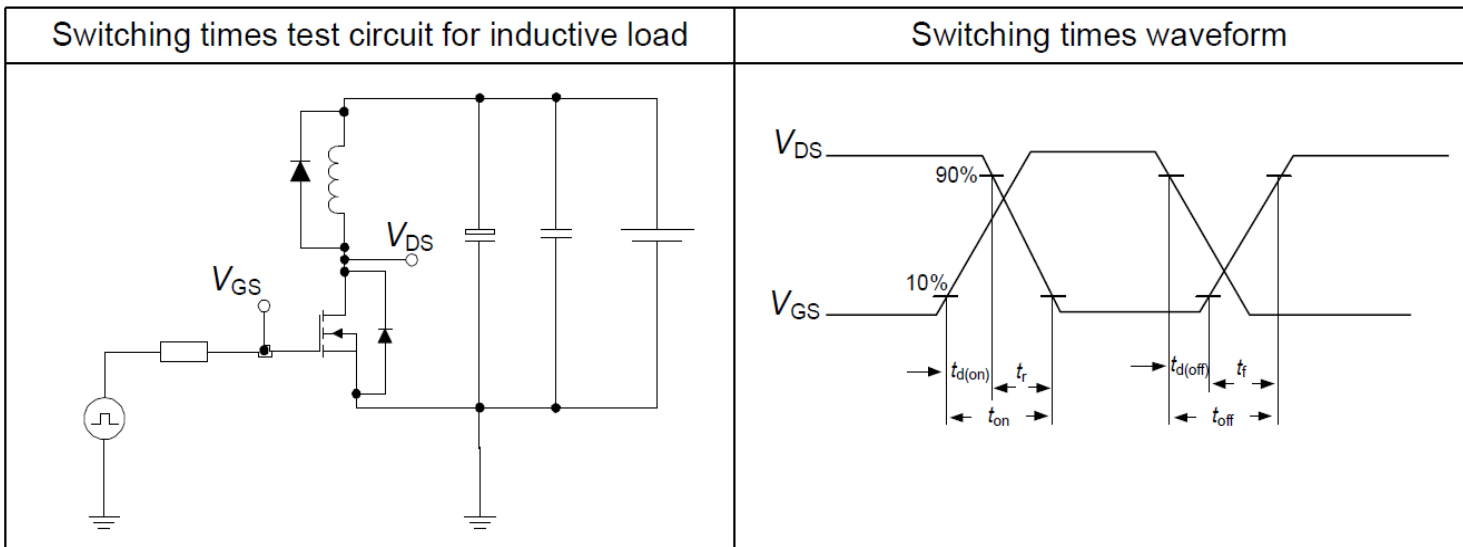 Switching times test circuit for inductive load
Switching times waveform
VDS
VGS
VDS
90%
10%
VGS
td(on) tr td(off) tf
ton toff